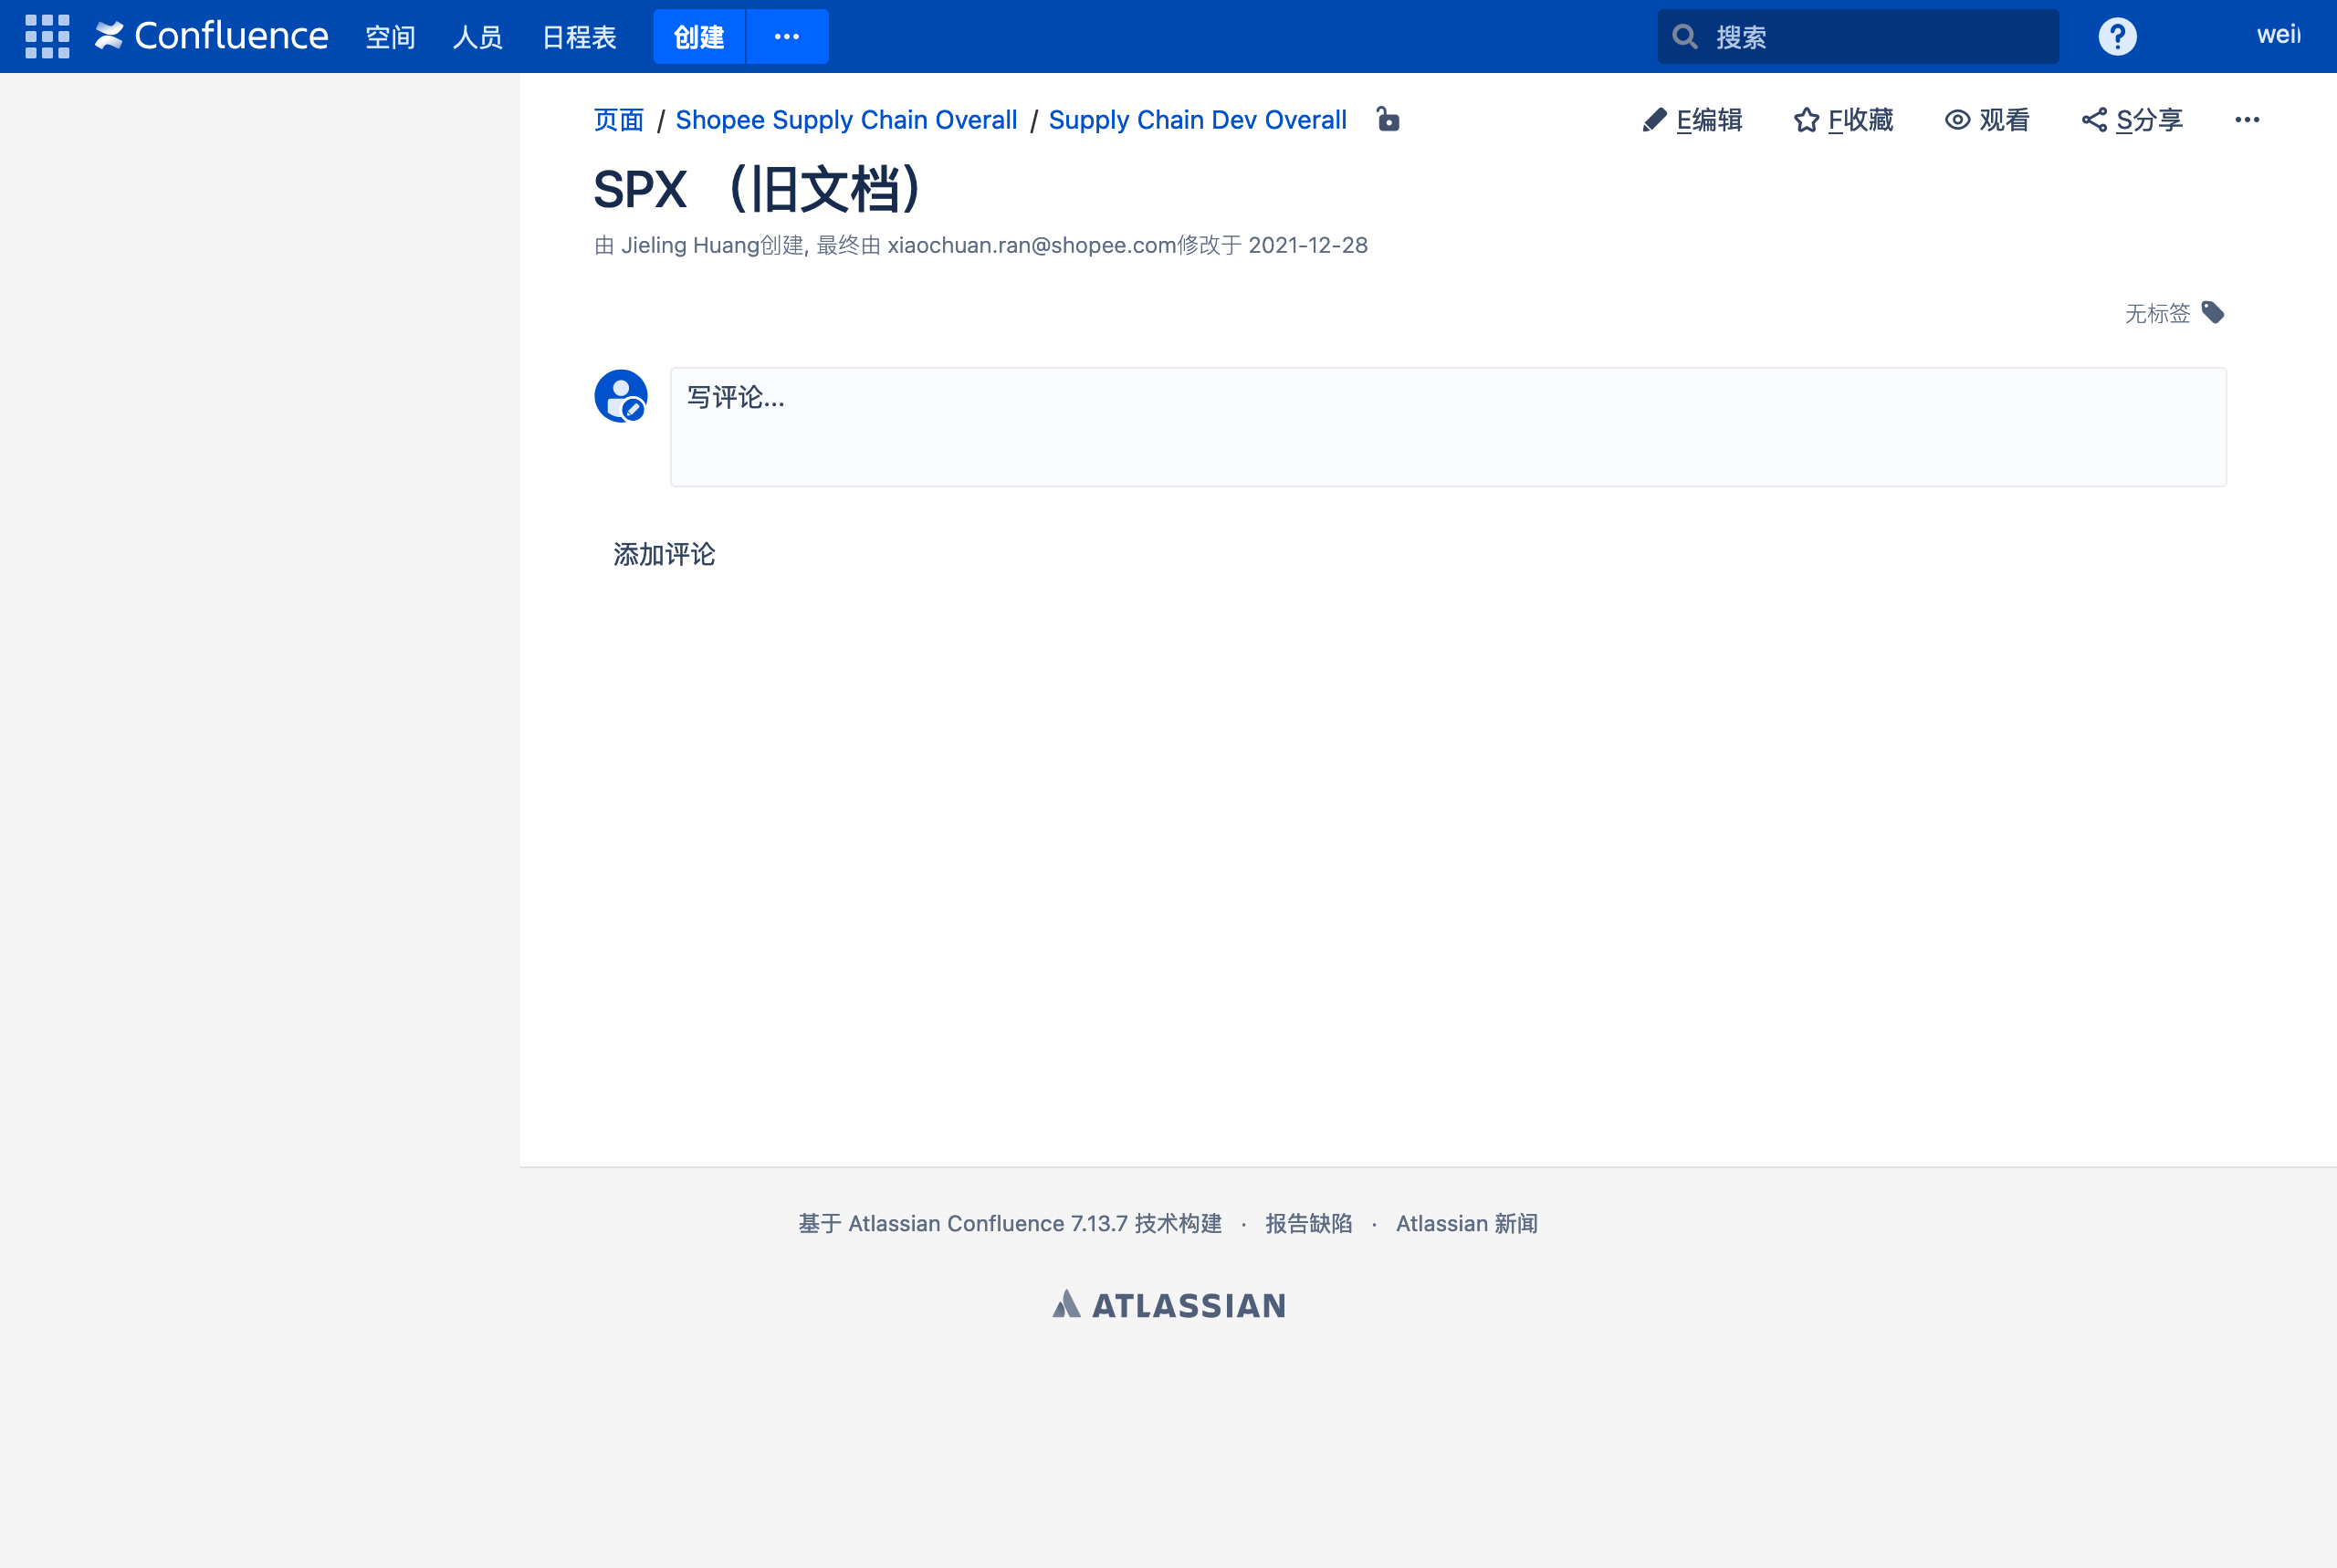 Confluence 空间 人员 日程表 创建 ··· 搜索 ?
页面 / Shopee Supply Chain Overall / Supply Chain Dev Overall E编辑 F收藏 观看 S分享 ···
SPX （旧文档）
由 Jieling Huang创建, 最终由 xiaochuan.ran@shopee.com修改于 2021-12-28
无标签
写评论...
添加评论
基于 Atlassian Confluence 7.13.7 技术构建 · 报告缺陷 · Atlassian 新闻
ATLASSIAN